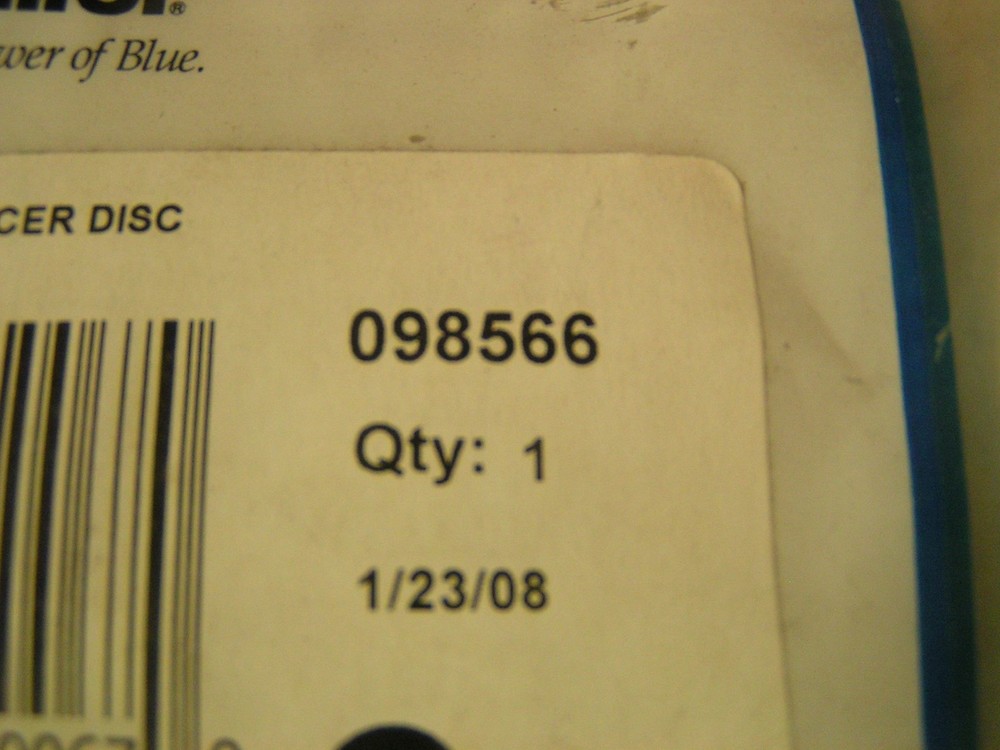 wer of Blue.
CER DISC
098566
Qty: 1
1/23/08